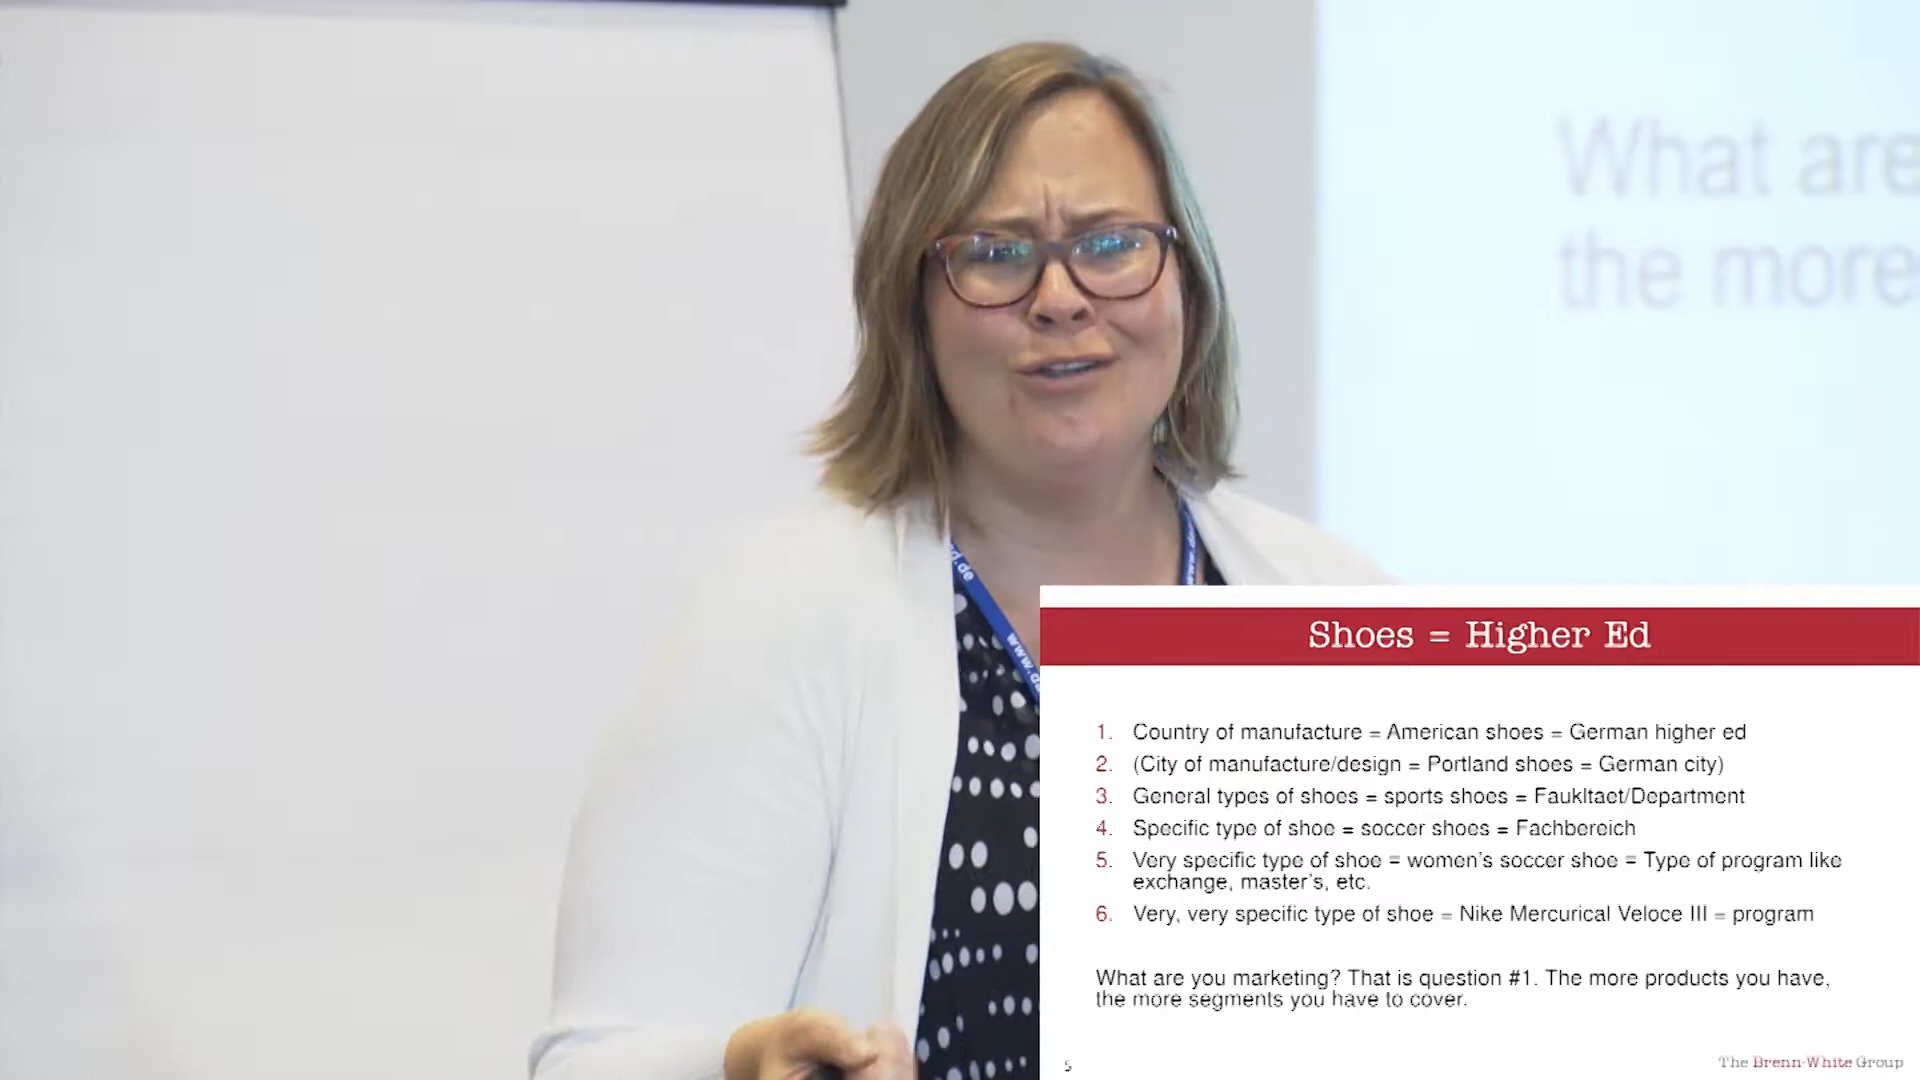 What are
the more
d.de
www.da
www.da
Shoes = Higher Ed
1. Country of manufacture = American shoes = German higher ed
2. (City of manufacture/design = Portland shoes = German city)
3. General types of shoes = sports shoes = Faukltaet/Department
4. Specific type of shoe = soccer shoes = Fachbereich
5. Very specific type of shoe = women's soccer shoe = Type of program like
exchange, master's, etc.
6. Very, very specific type of shoe = Nike Mercurical Veloce III = program
What are you marketing? That is question #1. The more products you have,
the more segments you have to cover.
5
The Brenn-White Group